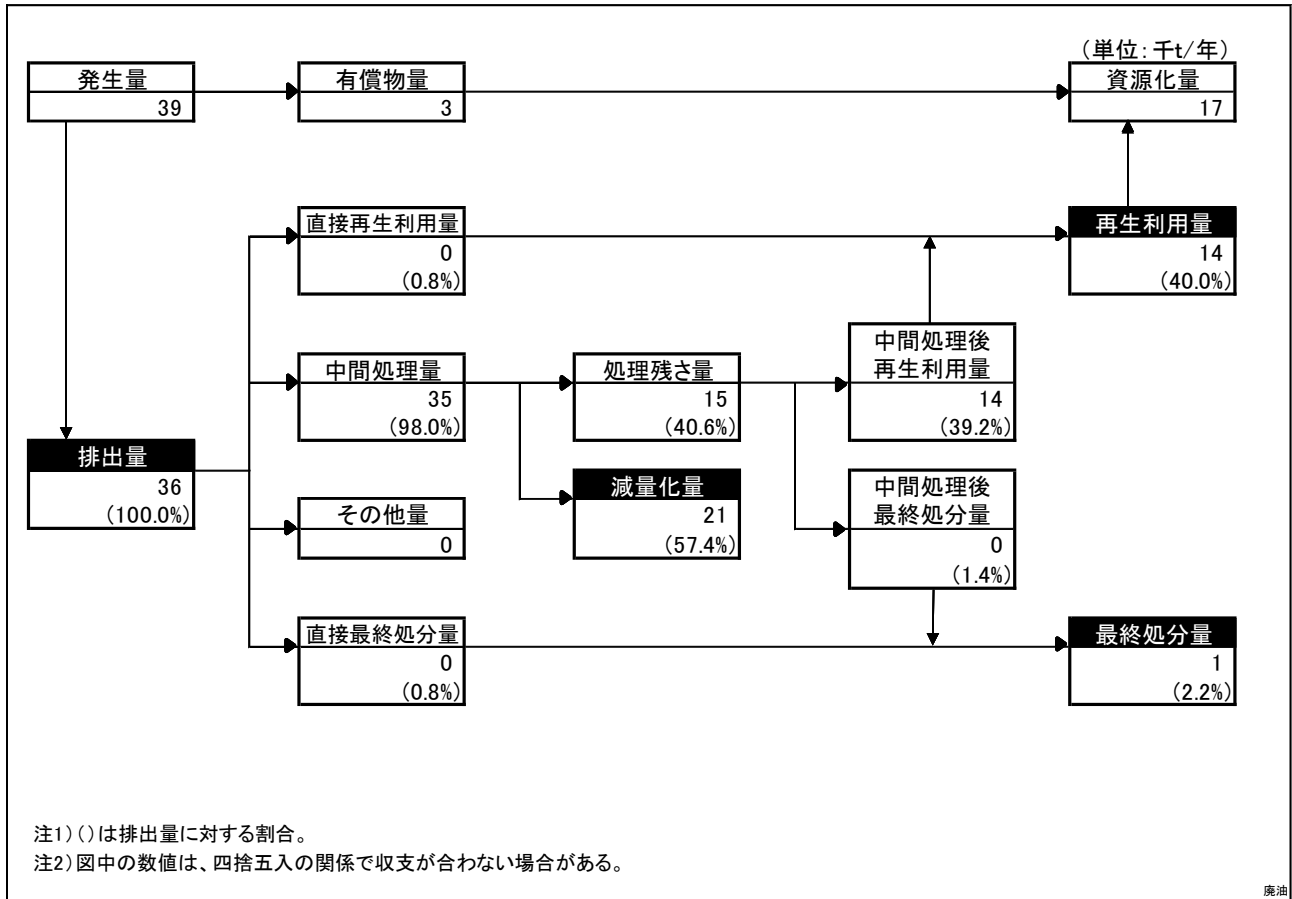 (単位:千t/年)
発生量
39
有償物量
3
資源化量
17
直接再生利用量
0
(0.8%)
再生利用量
14
(40.0%)
中間処理量
35
(98.0%)
処理残さ量
15
(40.6%)
中間処理後
再生利用量
14
(39.2%)
排出量
36
(100.0%)
減量化量
21
(57.4%)
中間処理後
最終処分量
0
(1.4%)
その他量
0
直接最終処分量
0
(0.8%)
最終処分量
1
(2.2%)
注1)()は排出量に対する割合。
注2)図中の数値は、四捨五入の関係で収支が合わない場合がある。
廃油